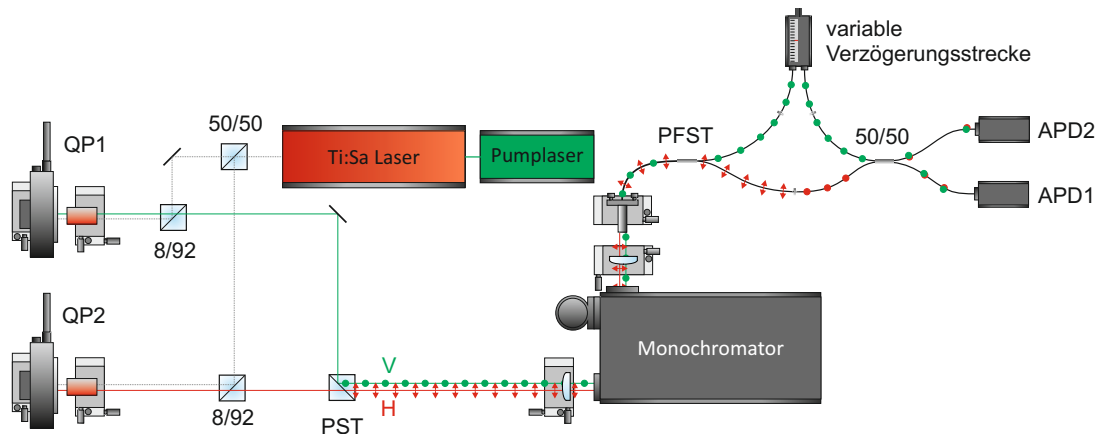 variable
Verzögerungsstrecke
50/50
QP1
Ti:Sa Laser
Pumplaser
PFST
50/50
APD2
APD1
8/92
QP2
Monochromator
V
H
8/92
PST